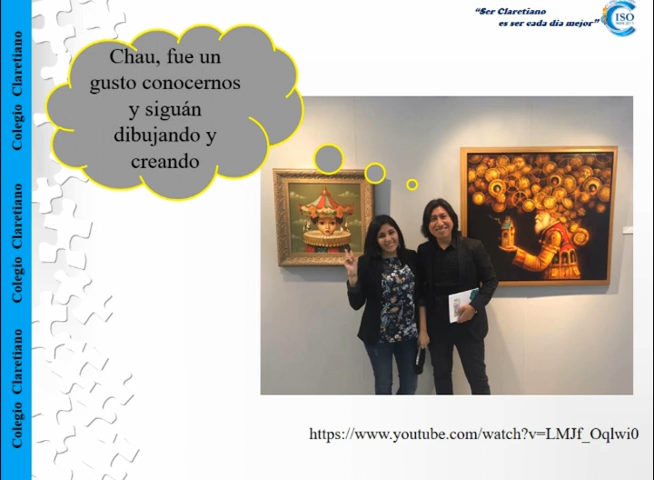 "Ser Claretiano
es ser cada día mejor"
ISO
Chau, fue un
gusto conocernos
y siguán
dibujando y
creando
Colegio Claretiano
Colegio Claretiano
Colegio Claretiano
https://www.youtube.com/watch?v=LMJf_Oqlwi0